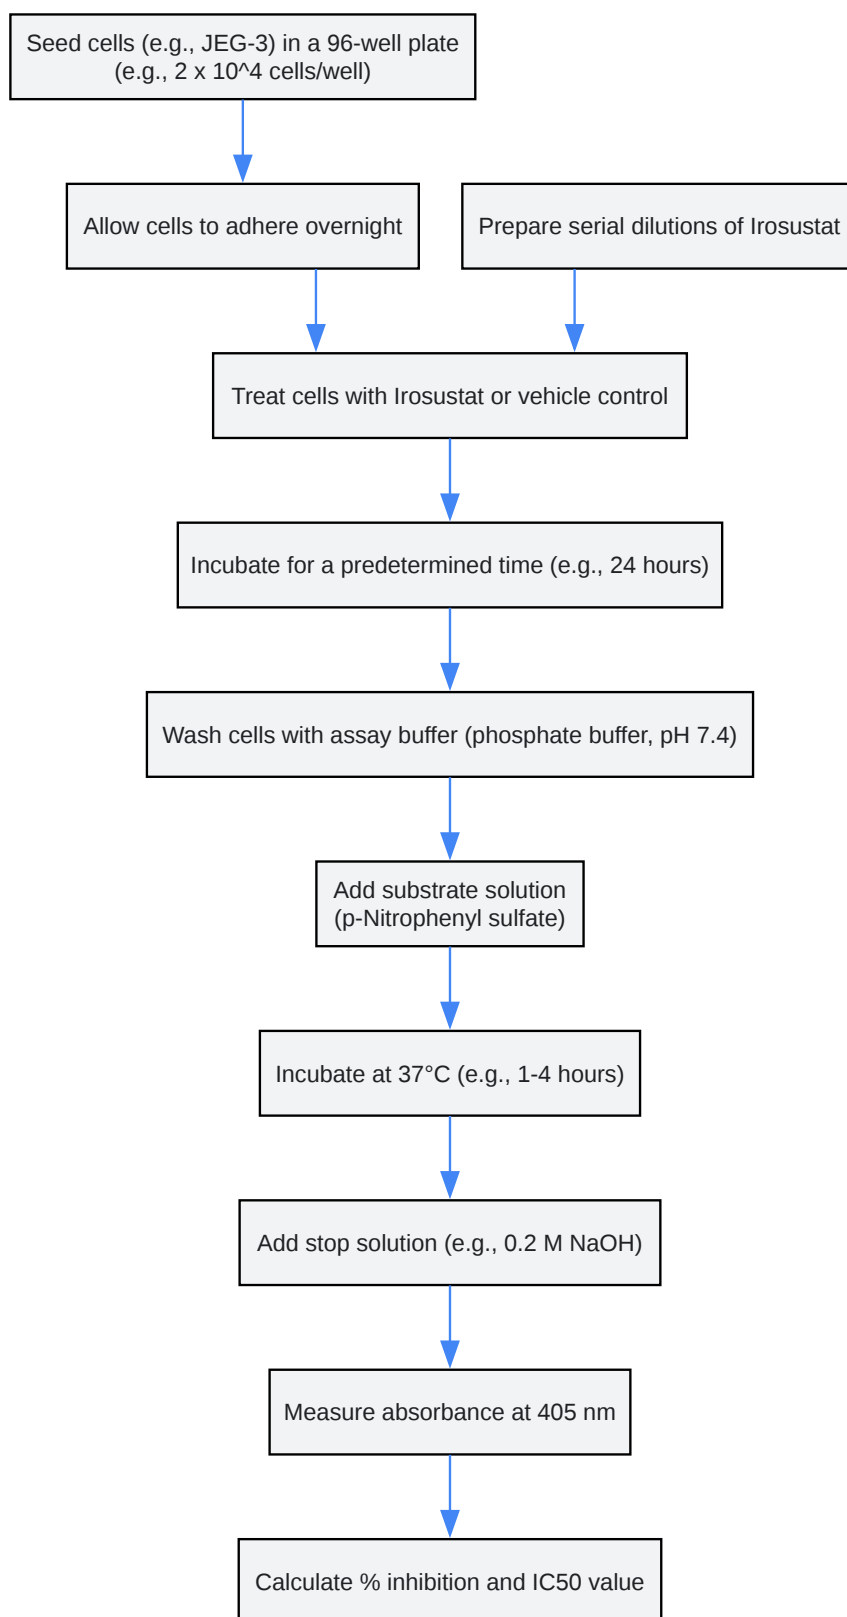 Seed cells (e.g., JEG-3) in a 96-well plate
(e.g., 2 x 10^4 cells/well)
Allow cells to adhere overnight
Prepare serial dilutions of Irosustat
Treat cells with Irosustat or vehicle control
Incubate for a predetermined time (e.g., 24 hours)
Wash cells with assay buffer (phosphate buffer, pH 7.4)
Add substrate solution
(p-Nitrophenyl sulfate)
Incubate at 37°C (e.g., 1-4 hours)
Add stop solution (e.g., 0.2 M NaOH)
Measure absorbance at 405 nm
Calculate % inhibition and IC50 value